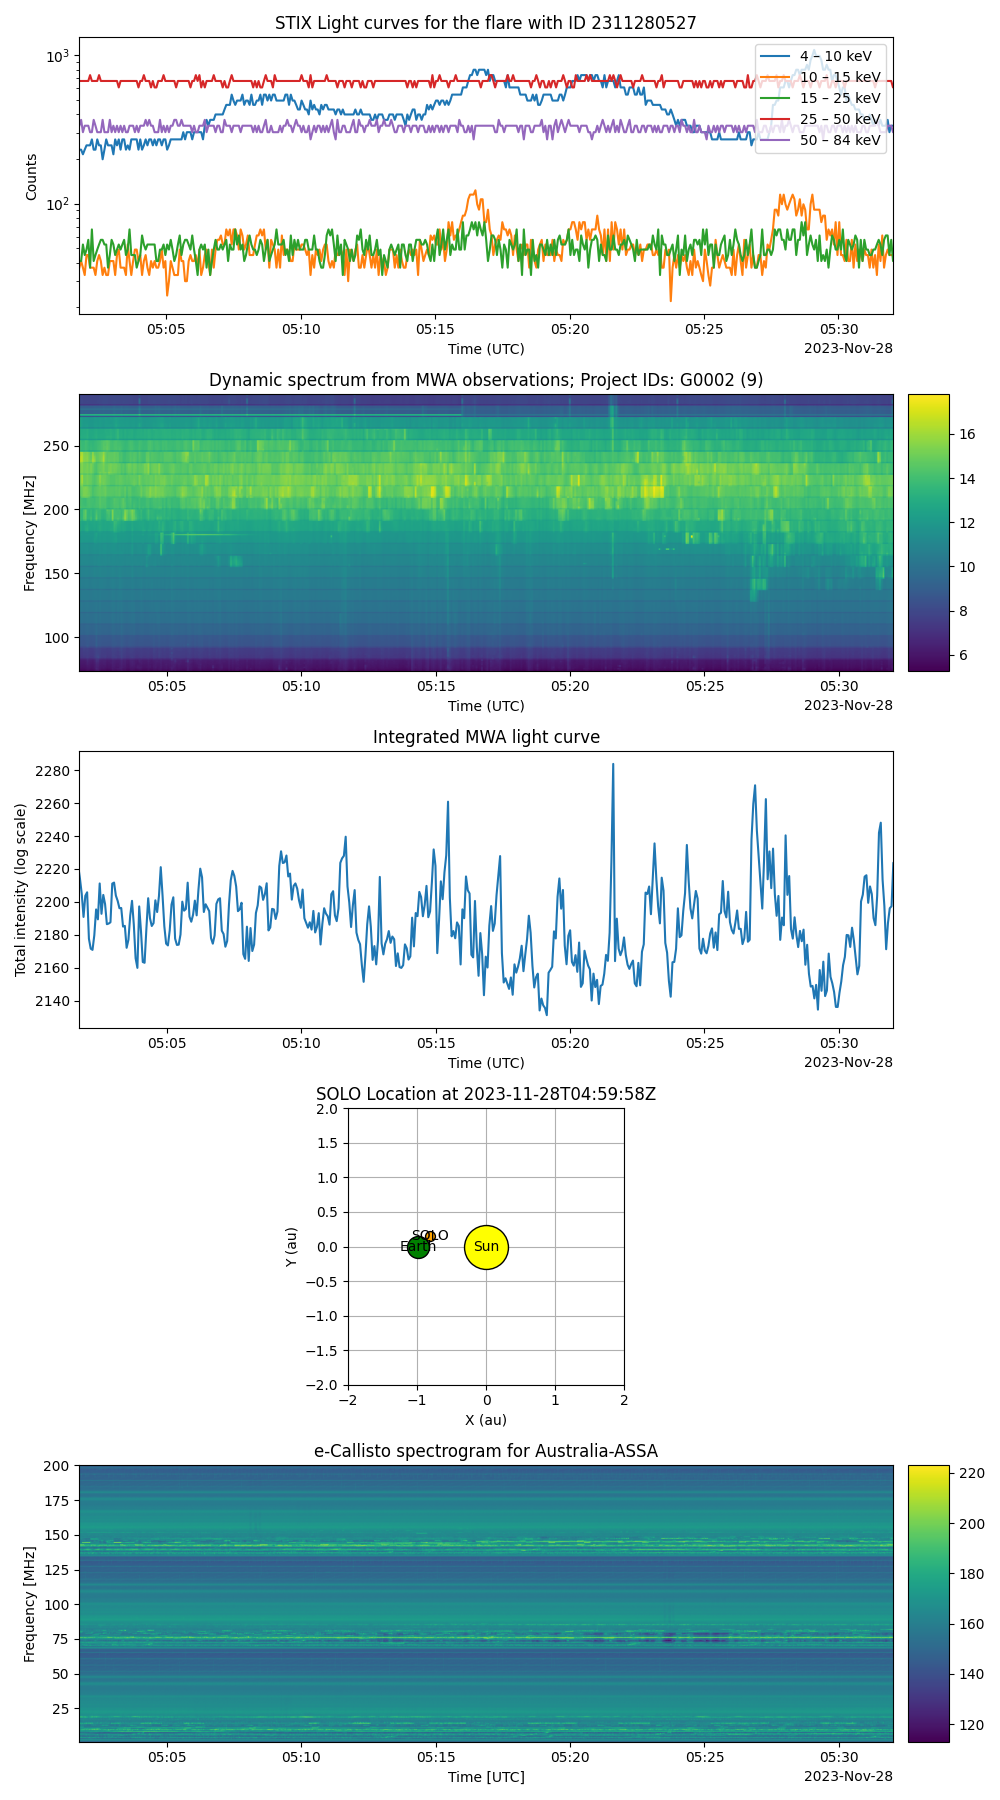 STIX Light curves for the flare with ID 2311280527
10³
10²
Counts
4 – 10 keV
10 – 15 keV
15 – 25 keV
25 – 50 keV
50 – 84 keV
05:05 05:10 05:15 05:20 05:25 05:30
Time (UTC)
2023-Nov-28
Dynamic spectrum from MWA observations; Project IDs: G0002 (9)
250
200
150
100
Frequency [MHz]
16
14
12
10
8
6
05:05 05:10 05:15 05:20 05:25 05:30
Time (UTC)
2023-Nov-28
Integrated MWA light curve
2280
2260
2240
2220
2200
2180
2160
2140
Total intensity (log scale)
05:05 05:10 05:15 05:20 05:25 05:30
Time (UTC)
2023-Nov-28
SOLO Location at 2023-11-28T04:59:58Z
2.0
1.5
1.0
0.5
0.0
−0.5
−1.0
−1.5
−2.0
Y (au)
SOLO
Earth
Sun
−2 −1 0 1 2
X (au)
e-Callisto spectrogram for Australia-ASSA
200
175
150
125
100
75
50
25
Frequency [MHz]
220
200
180
160
140
120
05:05 05:10 05:15 05:20 05:25 05:30
Time [UTC]
2023-Nov-28